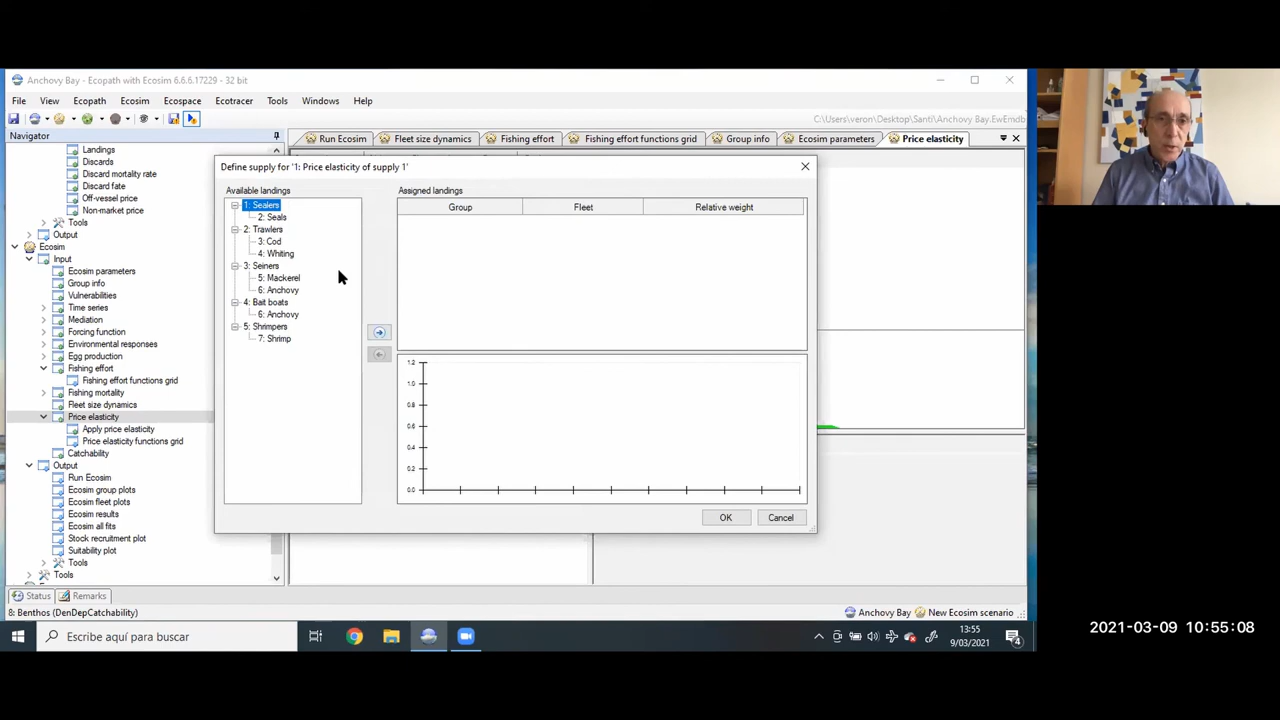 Anchovy Bay - Ecopath with Ecosim 6.6.17229 - 32 bit
File View Ecopath Ecosim Ecospace Ecotracer Tools Windows Help
C:\Users\veron\Desktop\Santi\Anchovy Bay.EwEmdb
Navigator
Run Ecosim Fleet size dynamics Fishing effort Fishing effort functions grid Group info Ecosim parameters Price elasticity
Landings
Discards
Discard mortality rate
Discard fate
Off-vessel price
Non-market price
Tools
Output
Ecosim
Input
Ecosim parameters
Group info
Vulnerabilities
Time series
Mediation
Forcing function
Environmental responses
Egg production
Fishing effort
Fishing effort functions grid
Fishing mortality
Fleet size dynamics
Price elasticity
Apply price elasticity
Price elasticity functions grid
Catchability
Output
Run Ecosim
Ecosim group plots
Ecosim fleet plots
Ecosim results
Ecosim all fits
Stock recruitment plot
Suitability plot
Tools
Tools
Define supply for '1: Price elasticity of supply 1'
Available landings
1: Sealers
2: Seals
2: Trawlers
3: Cod
4: Whiting
3: Seiners
5: Mackerel
6: Anchovy
4: Bait boats
6: Anchovy
5: Shrimpers
7: Shrimp
Assigned landings
Group Fleet Relative weight
1.2
1.0
0.8
0.6
0.4
0.2
0.0
OK Cancel
Status Remarks
8: Benthos (DenDepCatchability)
Anchovy Bay New Ecosim scenario
Escribe aquí para buscar
13:55
9/03/2021
4
2021-03-09 10:55:08